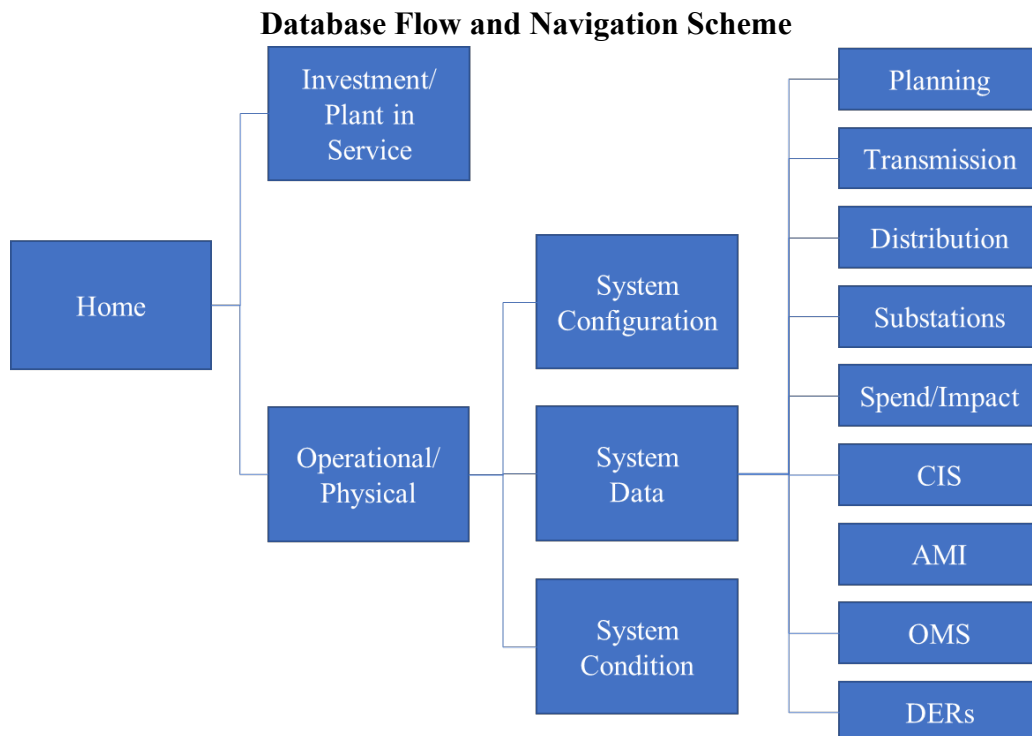 Database Flow and Navigation Scheme
Home
Investment/
Plant in
Service
Operational/
Physical
System
Configuration
System
Data
System
Condition
Planning
Transmission
Distribution
Substations
Spend/Impact
CIS
AMI
OMS
DERs